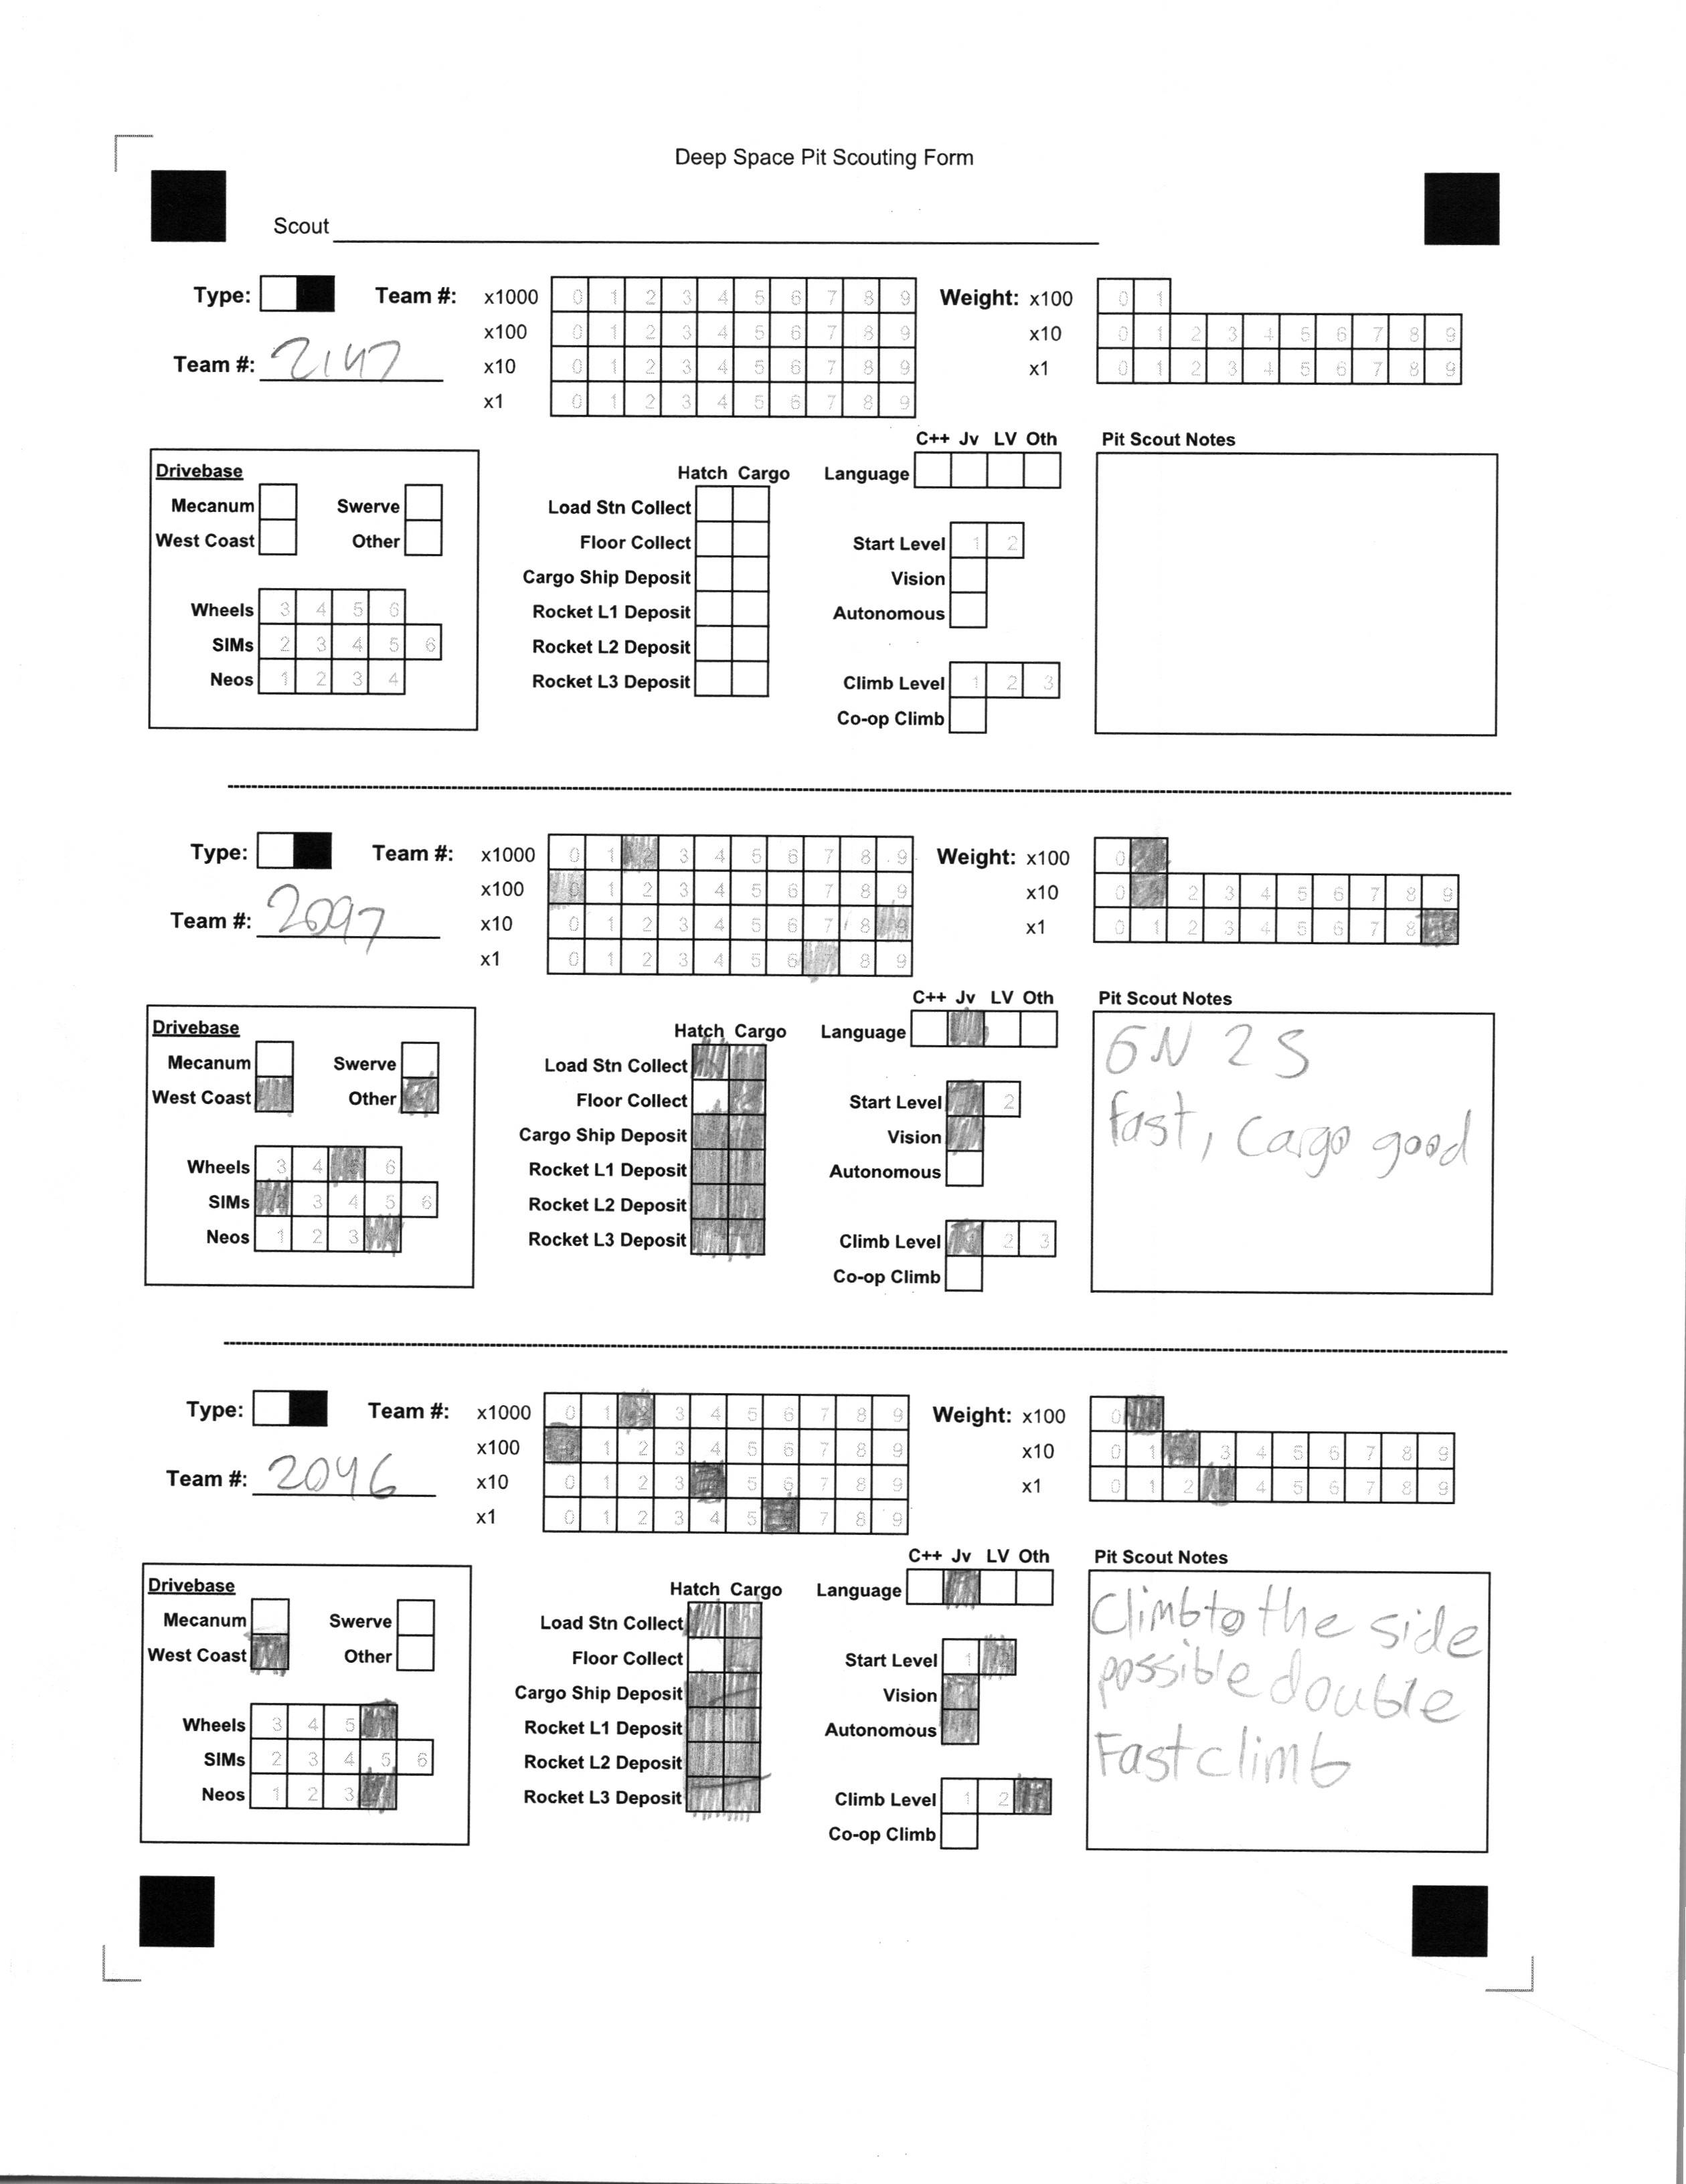 Deep Space Pit Scouting Form
Scout
Type: Team #: x1000 0 1 2 3 4 5 6 7 8 9 Weight: x100 0 1
x100 0 1 2 3 4 5 6 7 8 9 x10 0 1 2 3 4 5 6 7 8 9
Team #: 2147 x10 0 1 2 3 4 5 6 7 8 9 x1 0 1 2 3 4 5 6 7 8 9
x1 0 1 2 3 4 5 6 7 8 9
C++ Jv LV Oth Pit Scout Notes
Drivebase Hatch Cargo Language
Mecanum Swerve Load Stn Collect
West Coast Other Floor Collect Start Level 1 2
Cargo Ship Deposit Vision
Wheels 3 4 5 6 Rocket L1 Deposit Autonomous
SIMs 2 3 4 5 6 Rocket L2 Deposit
Neos 1 2 3 4 Rocket L3 Deposit Climb Level 1 2 3
Co-op Climb
Type: Team #: x1000 0 1 2 3 4 5 6 7 8 9 Weight: x100 0
x100 0 1 2 3 4 5 6 7 8 9 x10 0 2 3 4 5 6 7 8 9
Team #: 2097 x10 0 1 2 3 4 5 6 7 8 9 x1 0 1 2 3 4 5 6 7 8
x1 0 1 2 3 4 5 6 7 8 9
C++ Jv LV Oth Pit Scout Notes
Drivebase Hatch Cargo Language
6N 2S
Mecanum Swerve Load Stn Collect
West Coast Other Floor Collect Start Level 2
fast, Cargo good
Cargo Ship Deposit Vision
Wheels 3 4 6 Rocket L1 Deposit Autonomous
SIMs 3 4 5 6 Rocket L2 Deposit
Neos 1 2 3 Rocket L3 Deposit Climb Level 2 3
Co-op Climb
Type: Team #: x1000 0 1 2 3 4 5 6 7 8 9 Weight: x100 0
x100 1 2 3 4 5 6 7 8 9 x10 0 1 3 4 5 6 7 8 9
Team #: 2046 x10 0 1 2 3 5 6 7 8 9 x1 0 1 2 4 5 6 7 8 9
x1 0 1 2 3 4 5 7 8 9
C++ Jv LV Oth Pit Scout Notes
Drivebase Hatch Cargo Language
Climb to the side
Mecanum Swerve Load Stn Collect
West Coast Other Floor Collect Start Level 1
possible double
Cargo Ship Deposit Vision
Wheels 3 4 5 Rocket L1 Deposit Autonomous
Fast climb
SIMs 2 3 4 5 6 Rocket L2 Deposit
Neos 1 2 3 Rocket L3 Deposit Climb Level 1 2
Co-op Climb